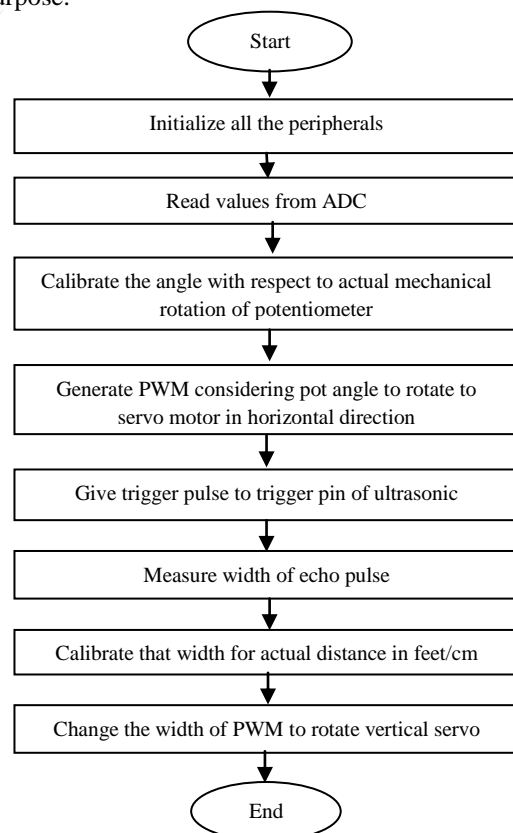 urpose.
Start
Initialize all the peripherals
Read values from ADC
Calibrate the angle with respect to actual mechanical
rotation of potentiometer
Generate PWM considering pot angle to rotate to
servo motor in horizontal direction
Give trigger pulse to trigger pin of ultrasonic
Measure width of echo pulse
Calibrate that width for actual distance in feet/cm
Change the width of PWM to rotate vertical servo
End